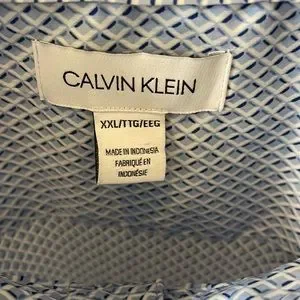 CALVIN KLEIN
XXL/TTG/EEG
MADE IN INDONESIA
FABRIQUÉ EN
INDONÉSIE